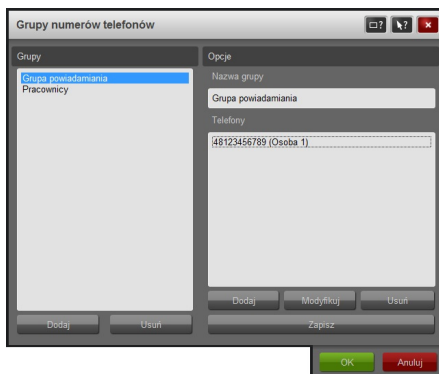 Grupy numerów telefonów
Grupy
Grupa powiadamiania
Pracownicy
Dodaj
Usuń
Opcje
Nazwa grupy
Grupa powiadamiania
Telefony
48123456789 (Osoba 1)
Dodaj
Modyfikuj
Usuń
Zapisz
OK
Anuluj